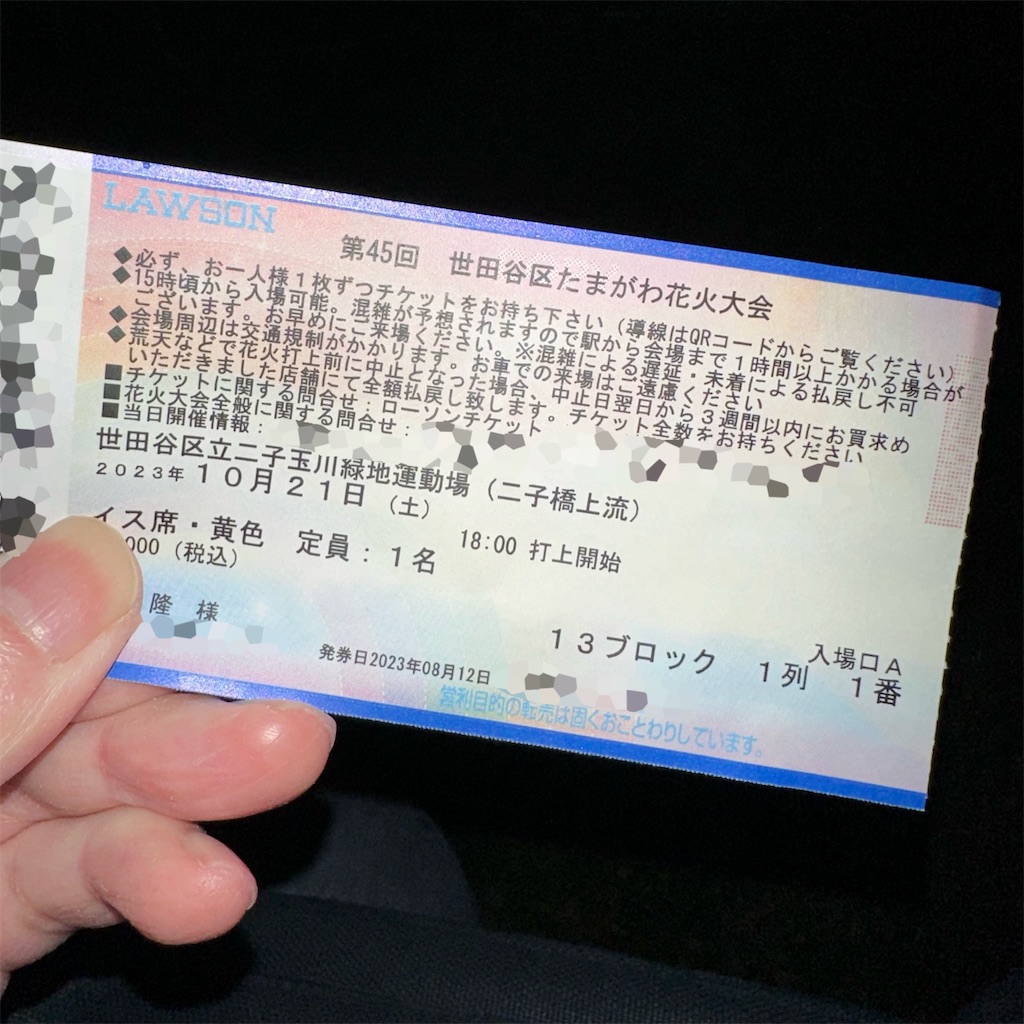 LAWSON
第45回 世田谷区たまがわ花火大会
◆必ず、お一人様1枚ずつチケットをお持ち下さい(導線はQRコードからご覧ください)
◆15時頃から入場可能。混雑が予想されますので駅から会場まで1時間以上かかる場合が
ございます。お早めにご来場ください。※混雑による遅延・未着による払戻し不可
◆会場周辺は交通規制がかかります。車での来場はご遠慮ください
◆荒天などで花火打上前に中止となった場合、中止日翌日から3週間以内にお買求め
いただきました店舗にて全額払戻し致します。チケット全数をお持ちください
■チケットに関する問合せ:ローソンチケット
■花火大会全般に関する問合せ:
■当日開催情報:
世田谷区立二子玉川緑地運動場(二子橋上流)
2023年10月21日(土) 18:00 打上開始
イス席・黄色 定員:1名
000(税込)
隆 様
13ブロック 1列 1番
入場口A
発券日2023年08月12日
営利目的の転売は固くおことわりしています。